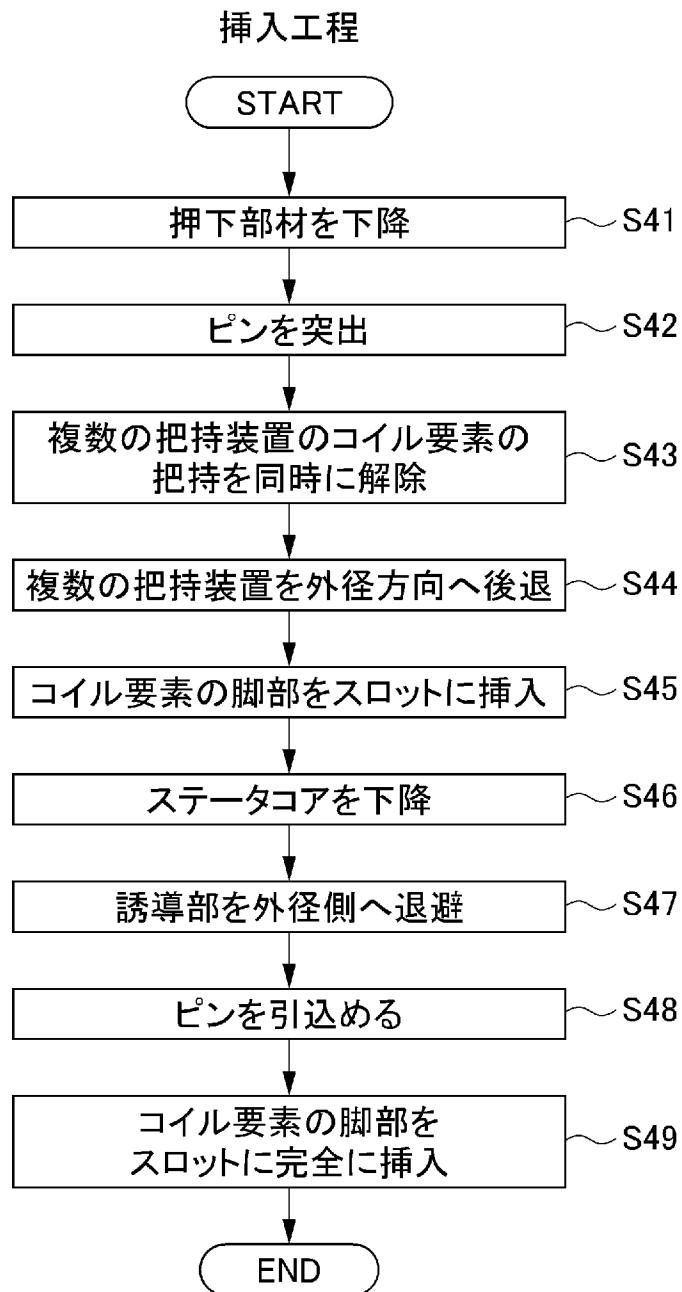 挿入工程
START
押下部材を下降
S41
ピンを突出
S42
複数の把持装置のコイル要素の
把持を同時に解除
S43
複数の把持装置を外径方向へ後退
S44
コイル要素の脚部をスロットに挿入
S45
ステータコアを下降
S46
誘導部を外径側へ退避
S47
ピンを引込める
S48
コイル要素の脚部を
スロットに完全に挿入
S49
END